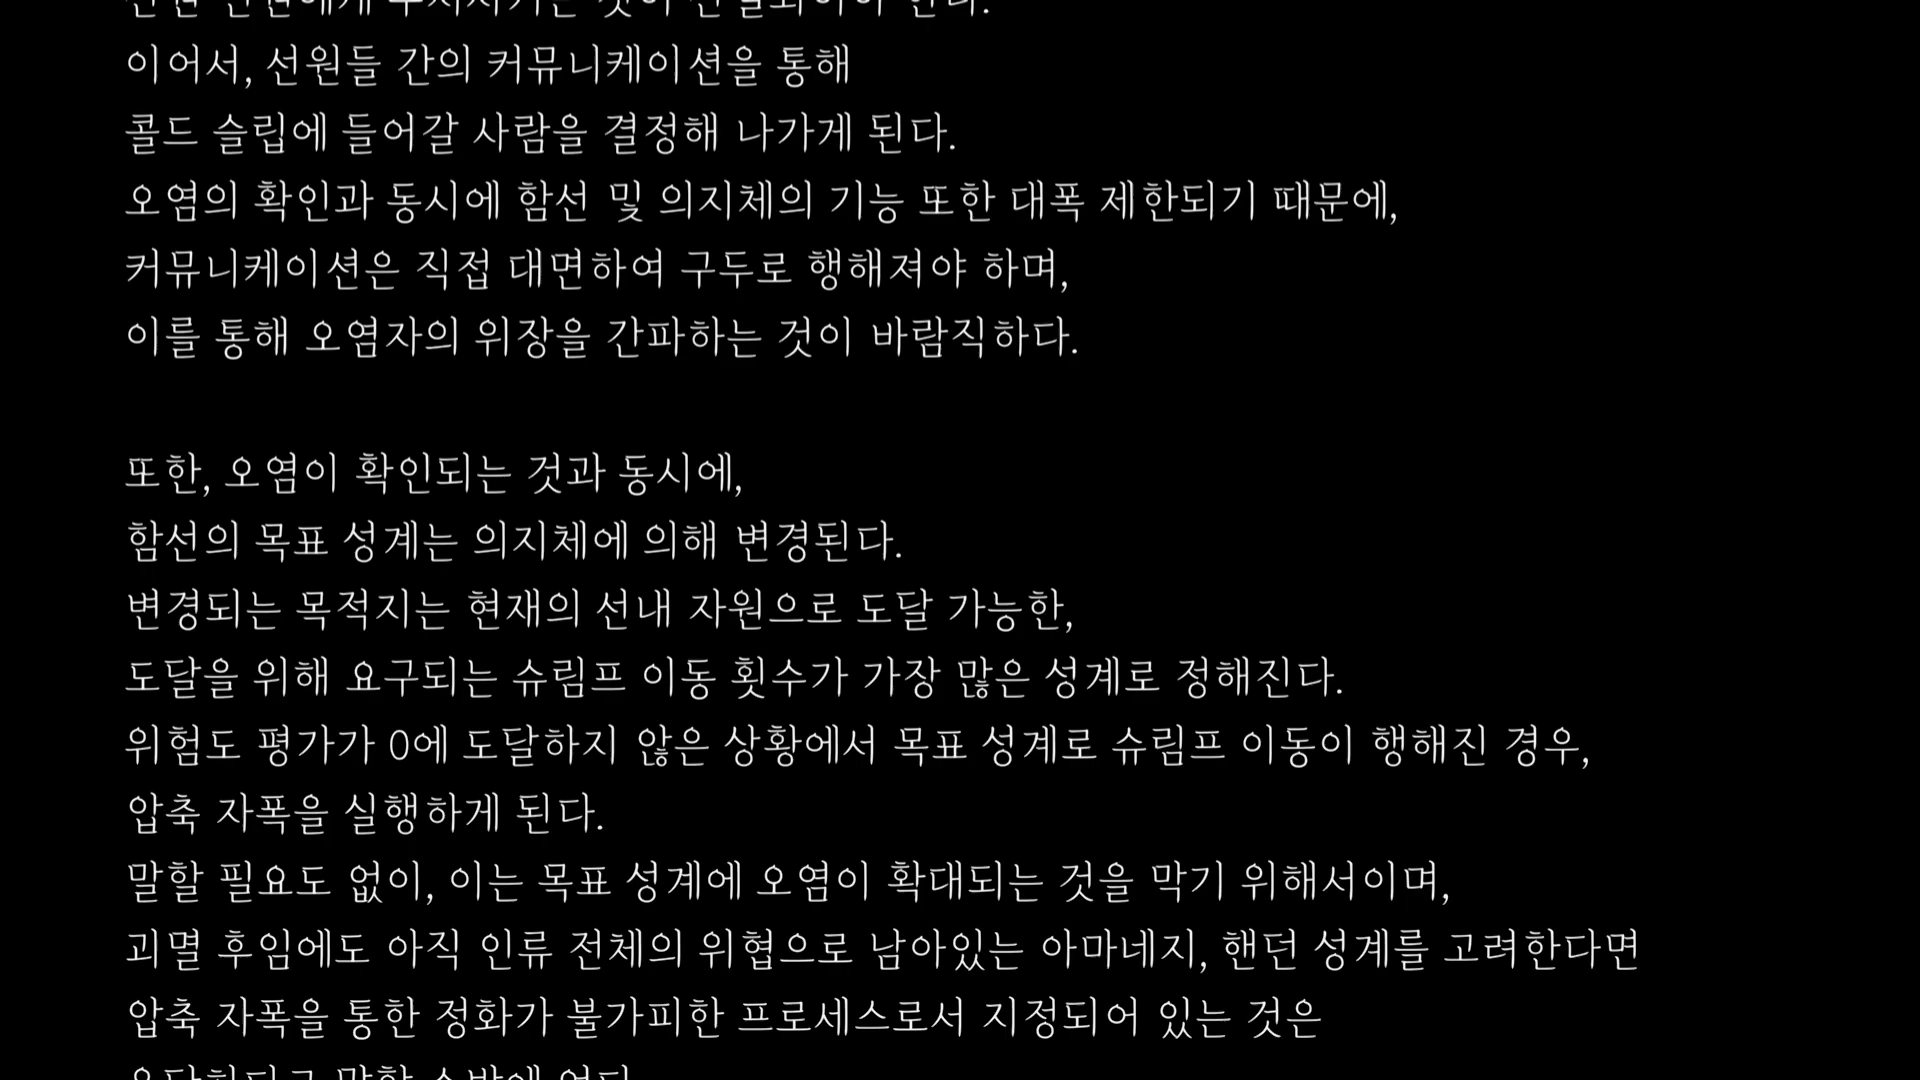 이어서, 선원들 간의 커뮤니케이션을 통해
콜드 슬립에 들어갈 사람을 결정해 나가게 된다.
오염의 확인과 동시에 함선 및 의지체의 기능 또한 대폭 제한되기 때문에,
커뮤니케이션은 직접 대면하여 구두로 행해져야 하며,
이를 통해 오염자의 위장을 간파하는 것이 바람직하다.
또한, 오염이 확인되는 것과 동시에,
함선의 목표 성계는 의지체에 의해 변경된다.
변경되는 목적지는 현재의 선내 자원으로 도달 가능한,
도달을 위해 요구되는 슈림프 이동 횟수가 가장 많은 성계로 정해진다.
위험도 평가가 0에 도달하지 않은 상황에서 목표 성계로 슈림프 이동이 행해진 경우,
압축 자폭을 실행하게 된다.
말할 필요도 없이, 이는 목표 성계에 오염이 확대되는 것을 막기 위해서이며,
괴멸 후임에도 아직 인류 전체의 위협으로 남아있는 아마네지, 핸던 성계를 고려한다면
압축 자폭을 통한 정화가 불가피한 프로세스로서 지정되어 있는 것은